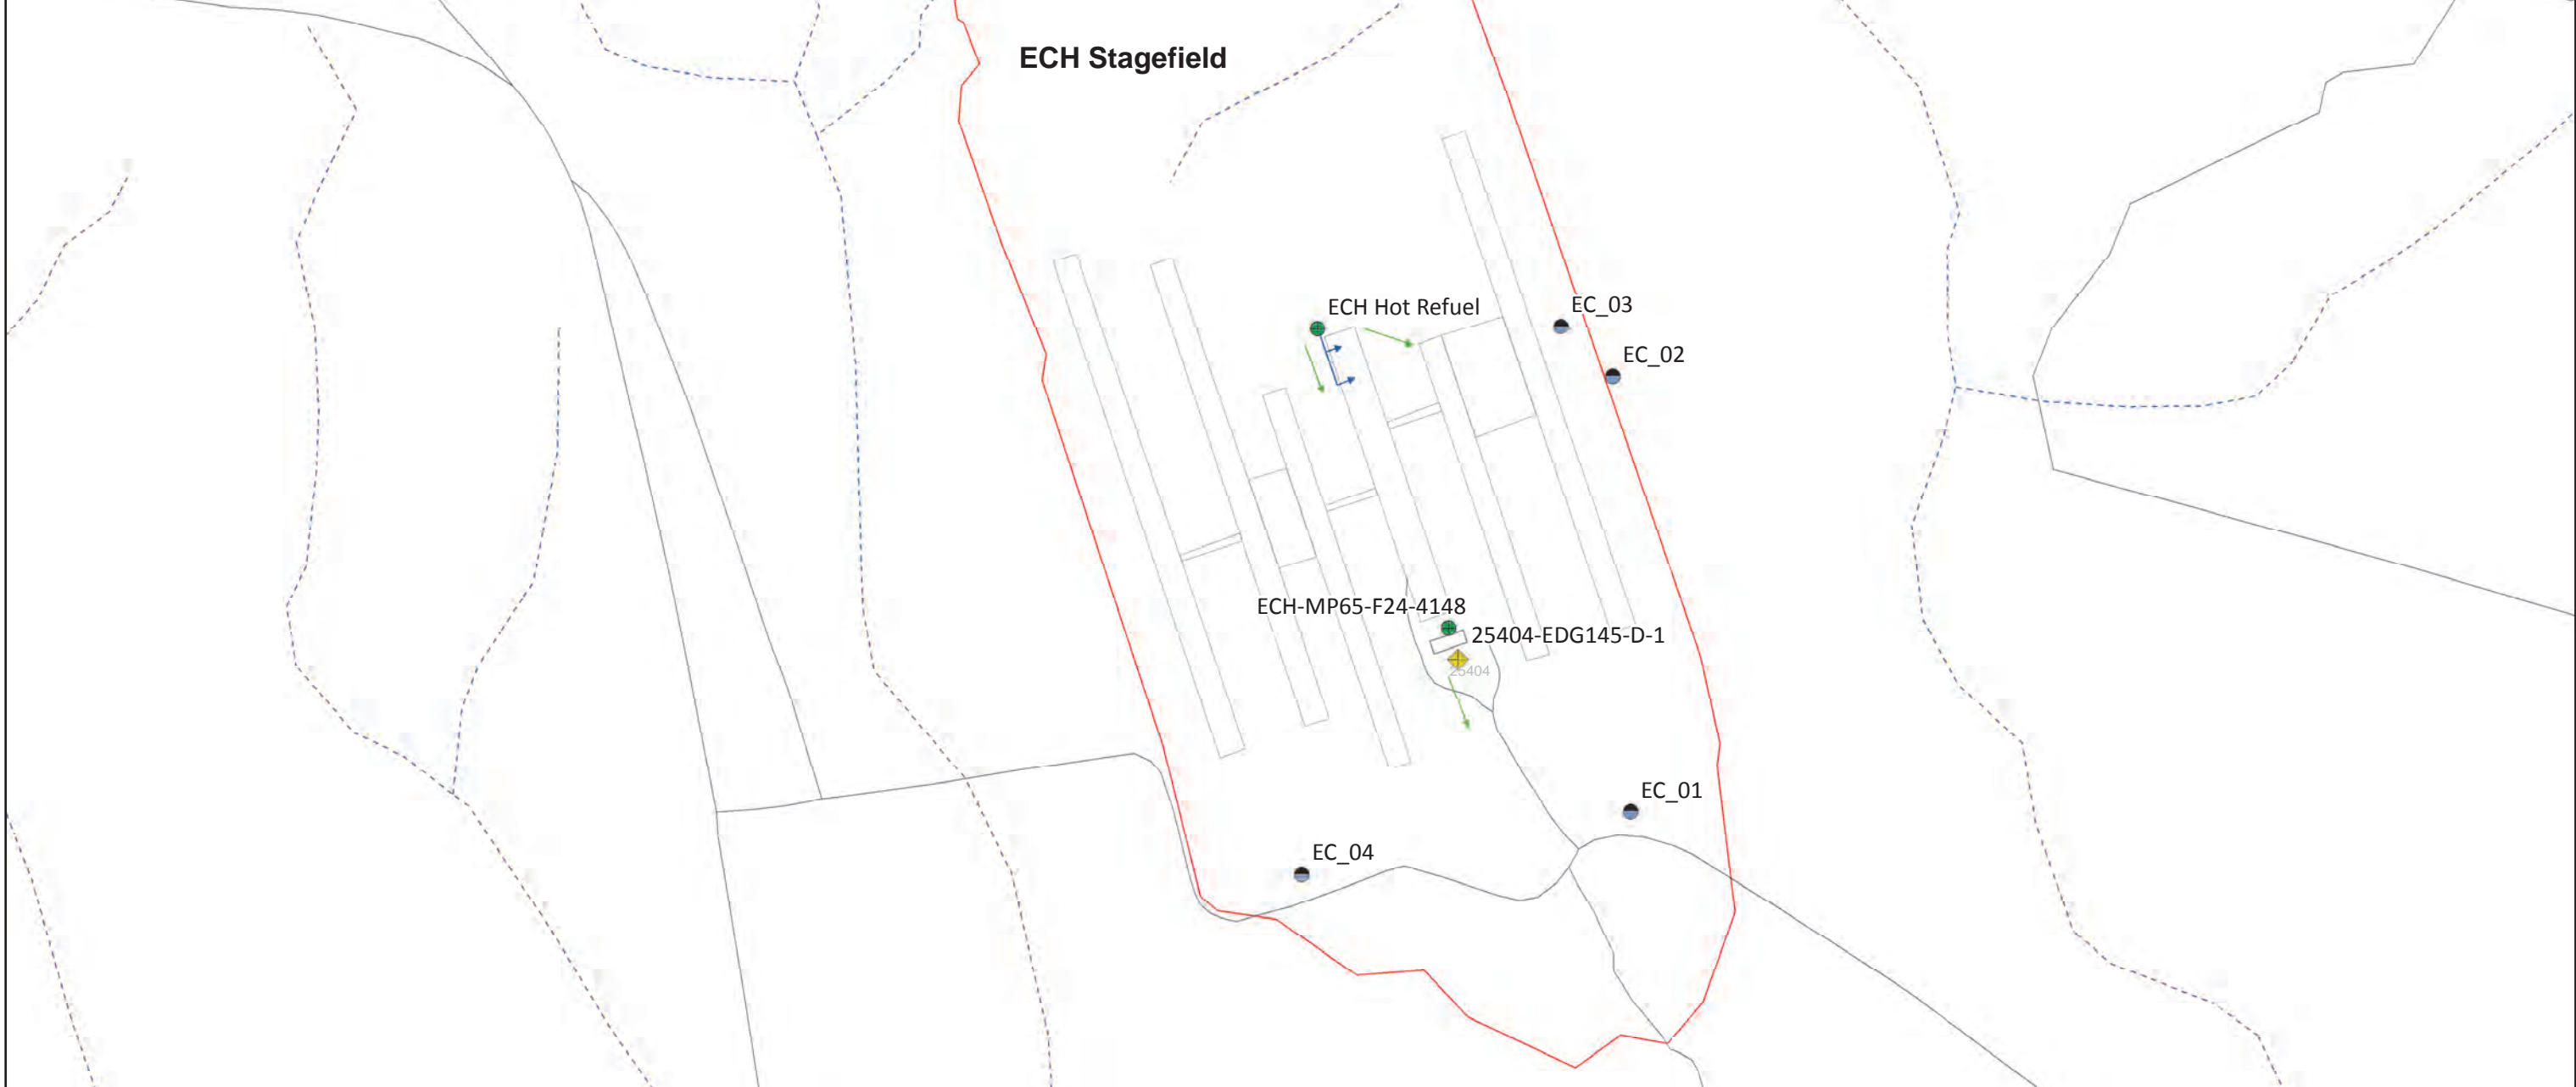 ECH Stagefield
ECH Hot Refuel
EC_03
EC_02
ECH-MP65-F24-4148
25404-EDG145-D-1
25404
EC_01
EC_04